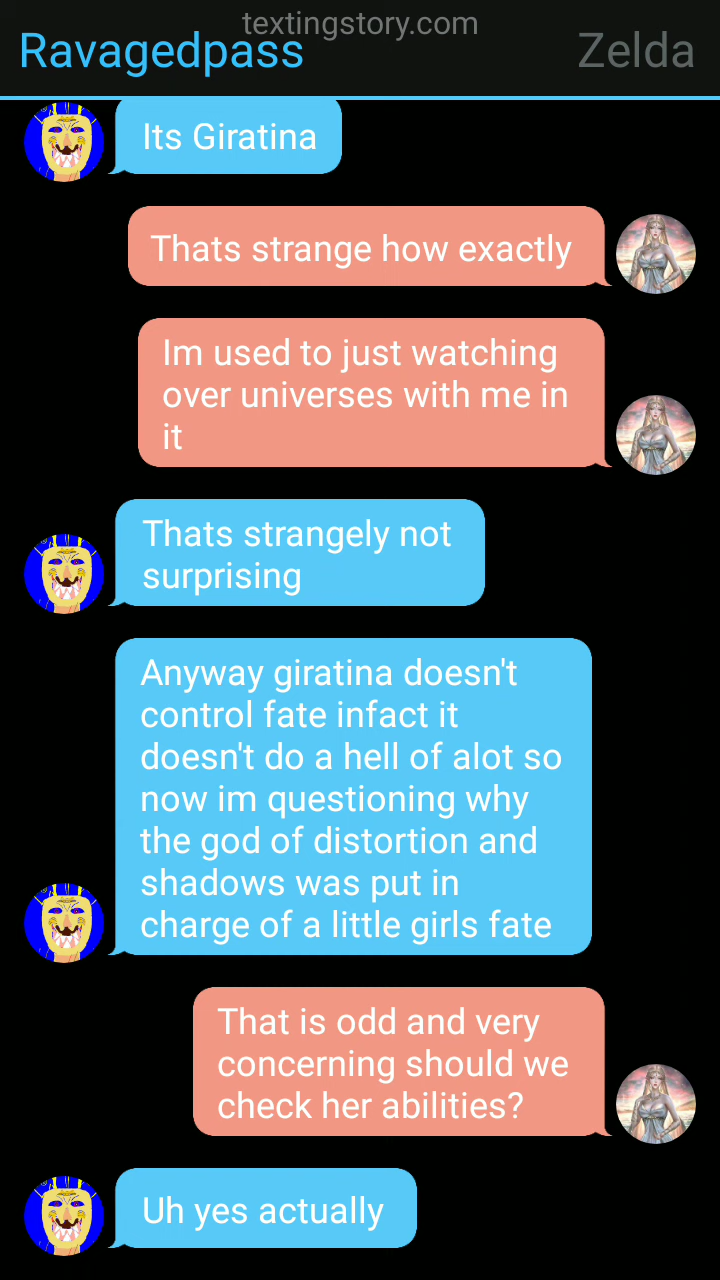 textingstory.com
Ravagedpass
Zelda
Its Giratina
Thats strange how exactly
Im used to just watching
over universes with me in
it
Thats strangely not
surprising
Anyway giratina doesn't
control fate infact it
doesn't do a hell of alot so
now im questioning why
the god of distortion and
shadows was put in
charge of a little girls fate
That is odd and very
concerning should we
check her abilities?
Uh yes actually